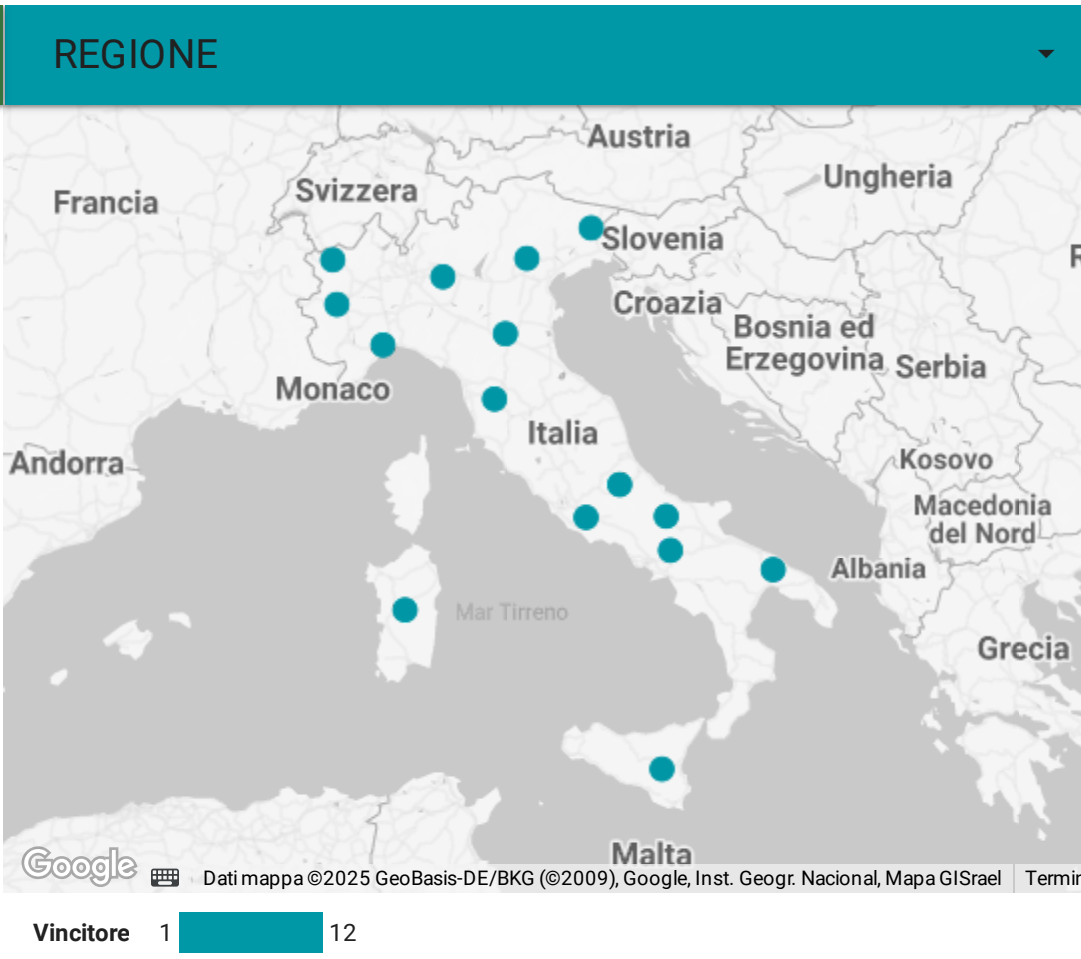 REGIONE
Austria
Ungheria
Svizzera
Francia
Slovenia
R
Croazia
Bosnia ed
Erzegovina
Serbia
Monaco
Italia
Andorra
Kosovo
Macedonia
del Nord
Albania
Mar Tirreno
Grecia
Malta
Google
Dati mappa ©2025 GeoBasis-DE/BKG (©2009), Google, Inst. Geogr. Nacional, Mapa GISrael
Termin
Vincitore 1 12